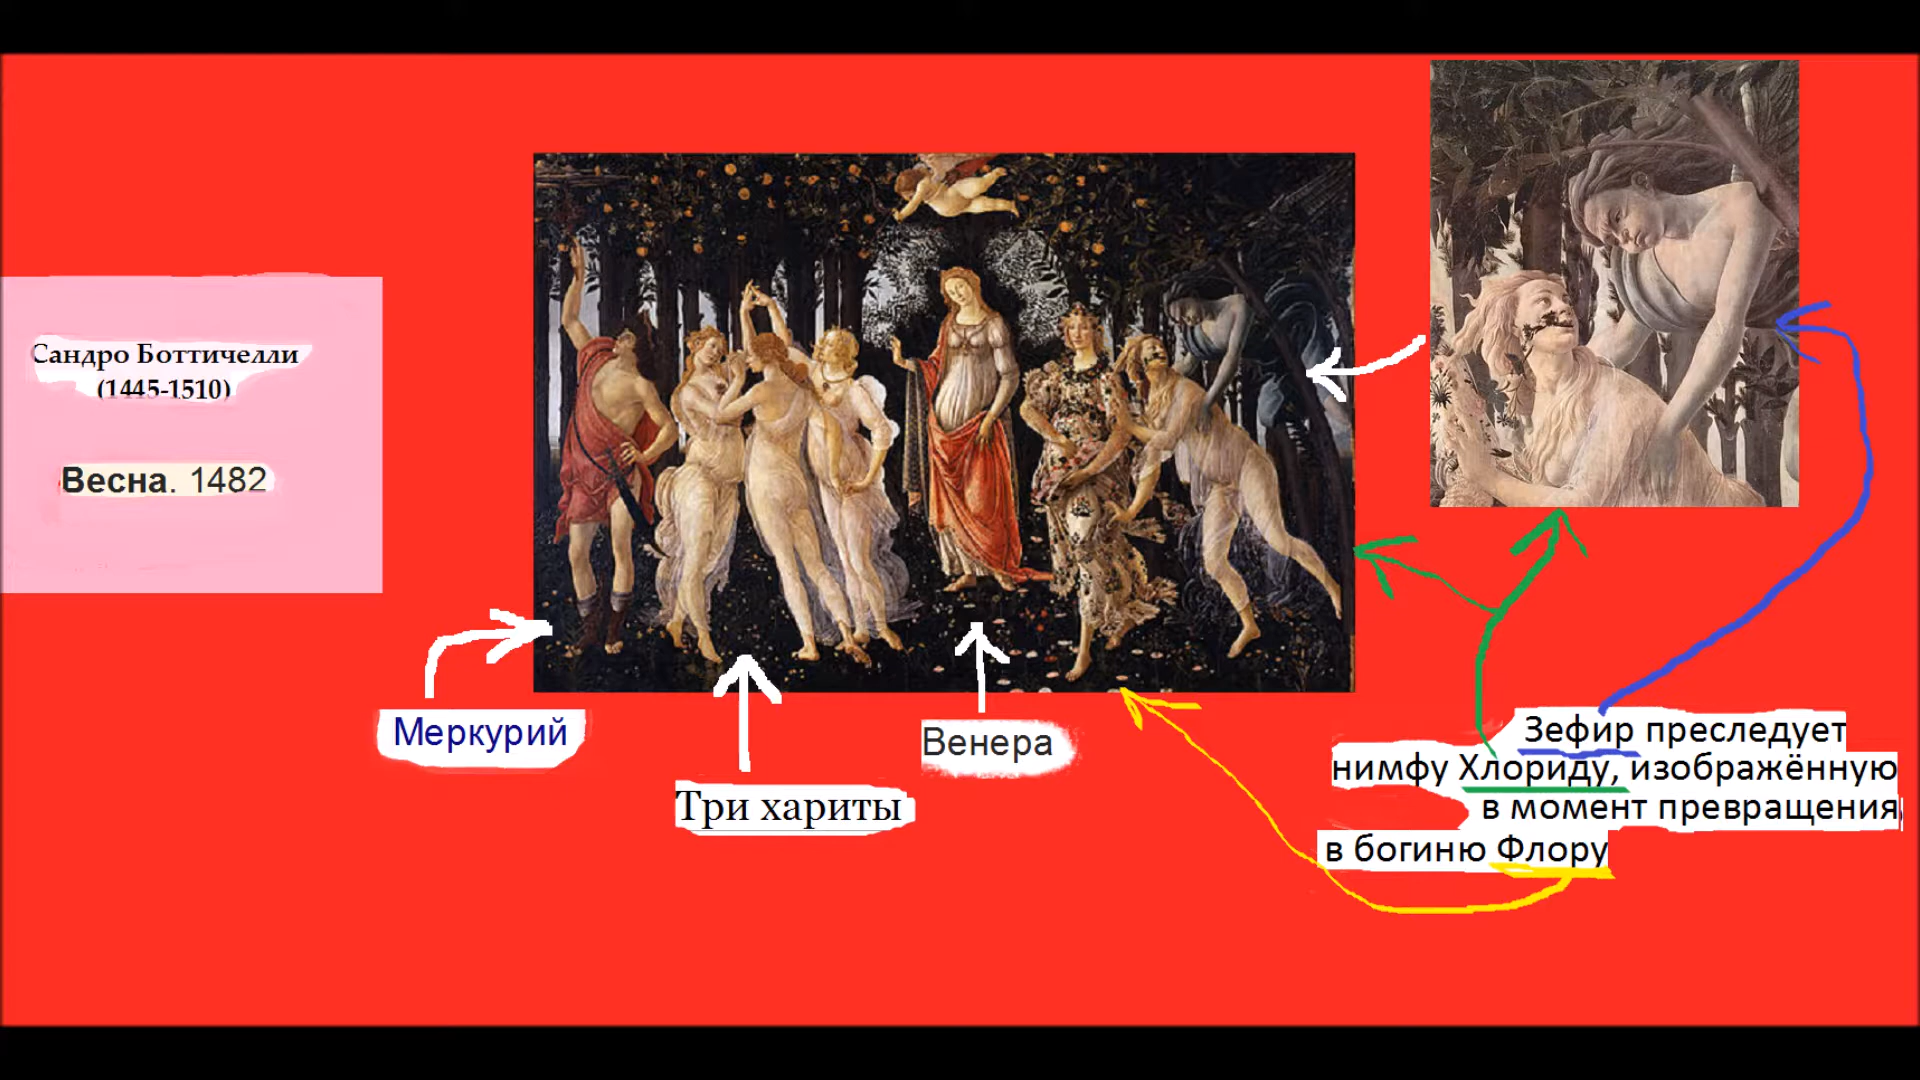 Сандро Боттичелли
(1445-1510)
Весна. 1482
Меркурий
Три хариты
Венера
Зефир преследует
нимфу Хлориду, изображённую
в момент превращения
в богиню Флору